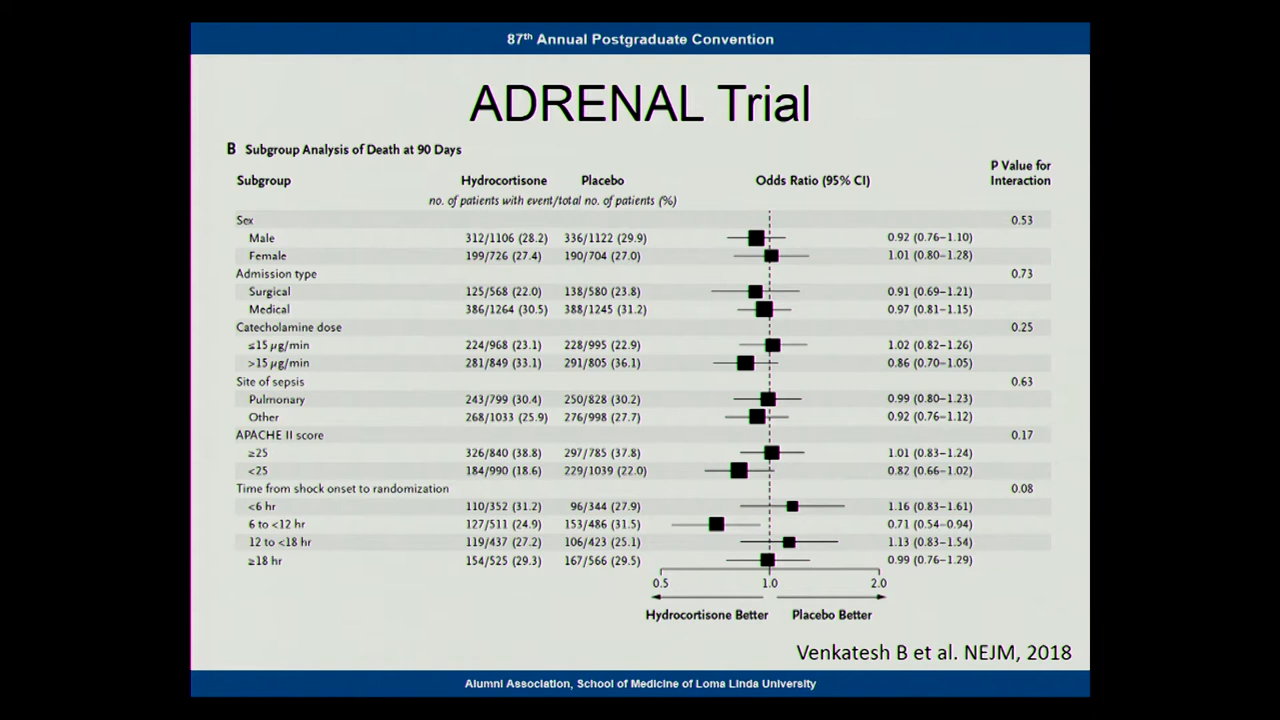 87th Annual Postgraduate Convention
ADRENAL Trial
B Subgroup Analysis of Death at 90 Days
P Value for
Subgroup Hydrocortisone Placebo Odds Ratio (95% CI) Interaction
no. of patients with event/total no. of patients (%)
Sex 0.53
Male 312/1106 (28.2) 336/1122 (29.9) 0.92 (0.76–1.10)
Female 199/726 (27.4) 190/704 (27.0) 1.01 (0.80–1.28)
Admission type 0.73
Surgical 125/568 (22.0) 138/580 (23.8) 0.91 (0.69–1.21)
Medical 386/1264 (30.5) 388/1245 (31.2) 0.97 (0.81–1.15)
Catecholamine dose 0.25
≤15 µg/min 224/968 (23.1) 228/995 (22.9) 1.02 (0.82–1.26)
>15 µg/min 281/849 (33.1) 291/805 (36.1) 0.86 (0.70–1.05)
Site of sepsis 0.63
Pulmonary 243/799 (30.4) 250/828 (30.2) 0.99 (0.80–1.23)
Other 268/1033 (25.9) 276/998 (27.7) 0.92 (0.76–1.12)
APACHE II score 0.17
≥25 326/840 (38.8) 297/785 (37.8) 1.01 (0.83–1.24)
<25 184/990 (18.6) 229/1039 (22.0) 0.82 (0.66–1.02)
Time from shock onset to randomization 0.08
<6 hr 110/352 (31.2) 96/344 (27.9) 1.16 (0.83–1.61)
6 to <12 hr 127/511 (24.9) 153/486 (31.5) 0.71 (0.54–0.94)
12 to <18 hr 119/437 (27.2) 106/423 (25.1) 1.13 (0.83–1.54)
≥18 hr 154/525 (29.3) 167/566 (29.5) 0.99 (0.76–1.29)
0.5 1.0 2.0
Hydrocortisone Better Placebo Better
Venkatesh B et al. NEJM, 2018
Alumni Association, School of Medicine of Loma Linda University